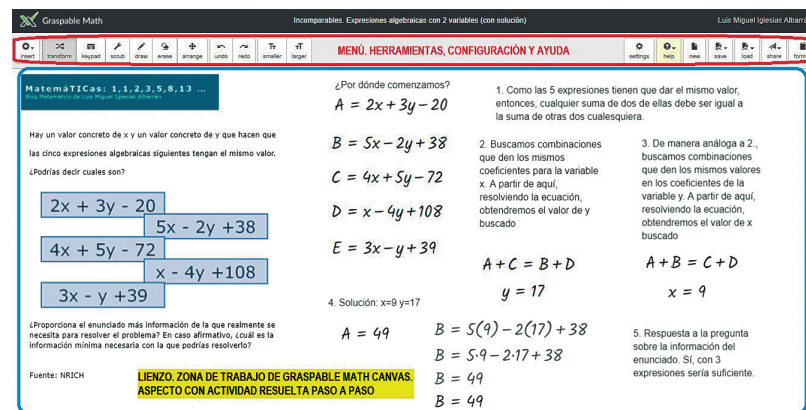 Graspable Math
Incomparables. Expresiones algebraicas con 2 variables (con solución)
Luis Miguel Iglesias Albarrá
insert transform keypad scrub draw erase arrange undo redo smaller larger
MENÚ. HERRAMIENTAS, CONFIGURACIÓN Y AYUDA
settings help new save load share form
MatemáTICas: 1,1,2,3,5,8,13 ...
Blog Matemático de Luis Miguel Iglesias Albarrán
Hay un valor concreto de x y un valor concreto de y que hacen que
las cinco expresiones algebraicas siguientes tengan el mismo valor.
¿Podrías decir cuales son?
2x + 3y - 20
5x - 2y +38
4x + 5y - 72
x - 4y +108
3x - y +39
¿Proporciona el enunciado más información de la que realmente se
necesita para resolver el problema? En caso afirmativo, ¿cuál es la
información mínima necesaria con la que podrías resolverlo?
Fuente: NRICH
LIENZO. ZONA DE TRABAJO DE GRASPABLE MATH CANVAS.
ASPECTO CON ACTIVIDAD RESUELTA PASO A PASO
¿Por dónde comenzamos?
A = 2x + 3y – 20
B = 5x – 2y + 38
C = 4x + 5y – 72
D = x – 4y + 108
E = 3x – y + 39
1. Como las 5 expresiones tienen que dar el mismo valor,
entonces, cualquier suma de dos de ellas debe ser igual a
la suma de otras dos cualesquiera.
2. Buscamos combinaciones
que den los mismos
coeficientes para la variable
x. A partir de aquí,
resolviendo la ecuación,
obtendremos el valor de y
buscado
A + C = B + D
y = 17
3. De manera análoga a 2.,
buscamos combinaciones
que den los mismos valores
en los coeficientes de la
variable y. A partir de aquí,
resolviendo la ecuación,
obtendremos el valor de x
buscado
A + B = C + D
x = 9
4. Solución: x=9 y=17
A = 49
B = 5(9) – 2(17) + 38
B = 5·9 – 2·17 + 38
B = 49
B = 49
5. Respuesta a la pregunta
sobre la información del
enunciado. Sí, con 3
expresiones sería suficiente.